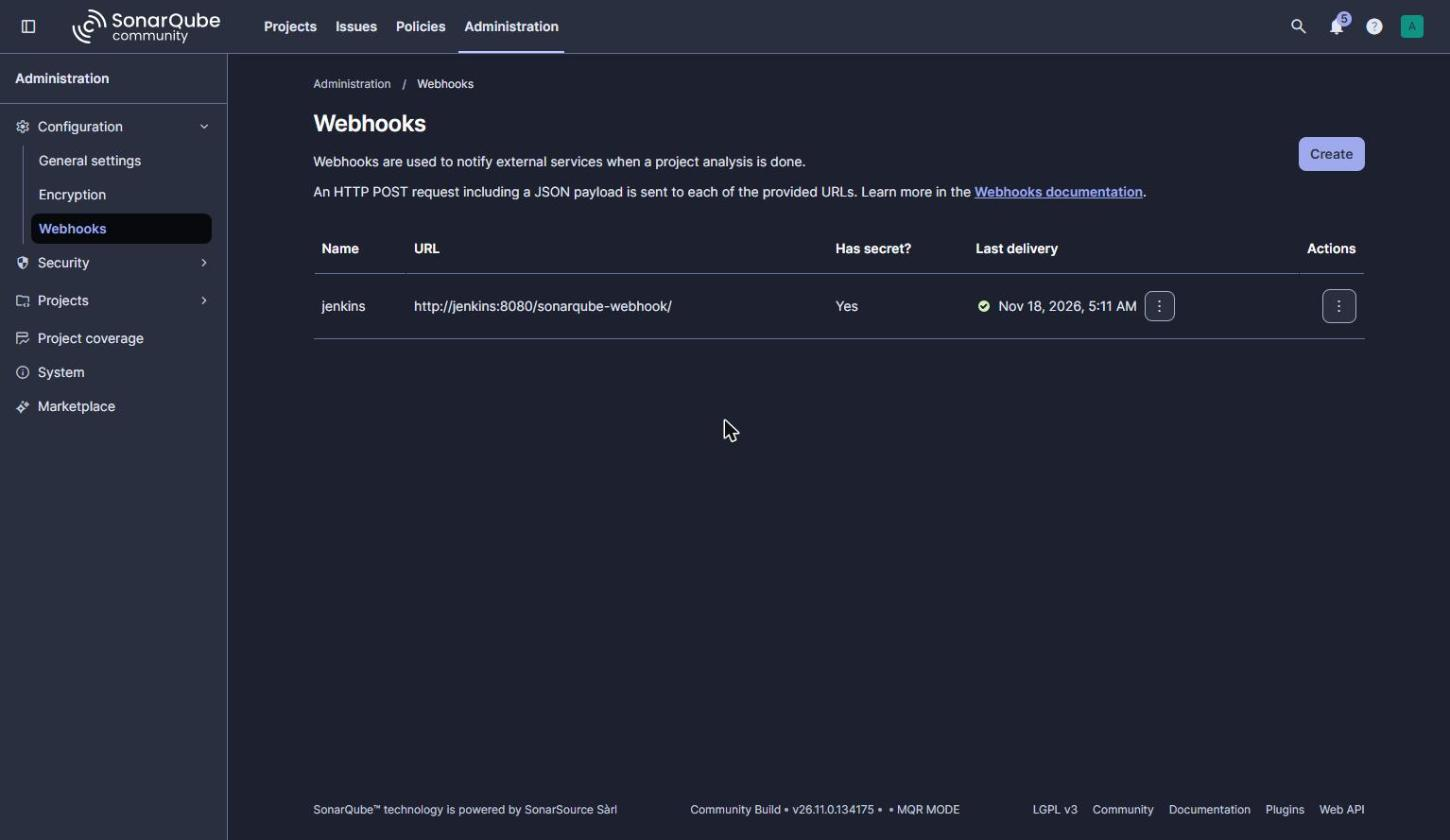 SonarQube
community
Projects
Issues
Policies
Administration
5
?
A
Administration
Configuration
General settings
Encryption
Webhooks
Security
Projects
Project coverage
System
Marketplace
Administration / Webhooks
Webhooks
Webhooks are used to notify external services when a project analysis is done.
An HTTP POST request including a JSON payload is sent to each of the provided URLs. Learn more in the Webhooks documentation.
Create
Name URL Has secret? Last delivery Actions
jenkins http://jenkins:8080/sonarqube-webhook/ Yes Nov 18, 2026, 5:11 AM
SonarQube™ technology is powered by SonarSource Sàrl
Community Build • v26.11.0.134175 • • MQR MODE
LGPL v3 Community Documentation Plugins Web API